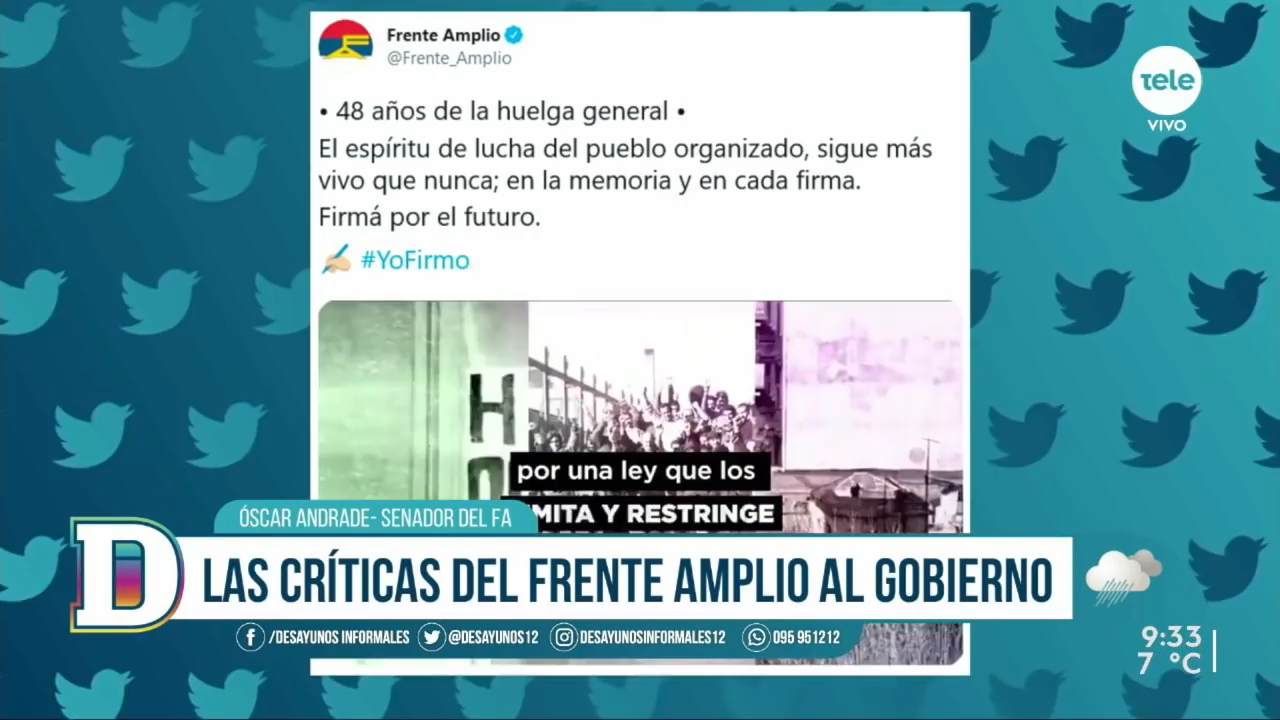 Frente Amplio
@Frente_Amplio
• 48 años de la huelga general •
El espíritu de lucha del pueblo organizado, sigue más
vivo que nunca; en la memoria y en cada firma.
Firmá por el futuro.
#YoFirmo
tele
VIVO
H
por una ley que los
MITA Y RESTRINGE
ÓSCAR ANDRADE- SENADOR DEL FA
D
LAS CRÍTICAS DEL FRENTE AMPLIO AL GOBIERNO
/DESAYUNOS INFORMALES @DESAYUNOS12 DESAYUNOSINFORMALES12 095 951212
9:33
7 °C